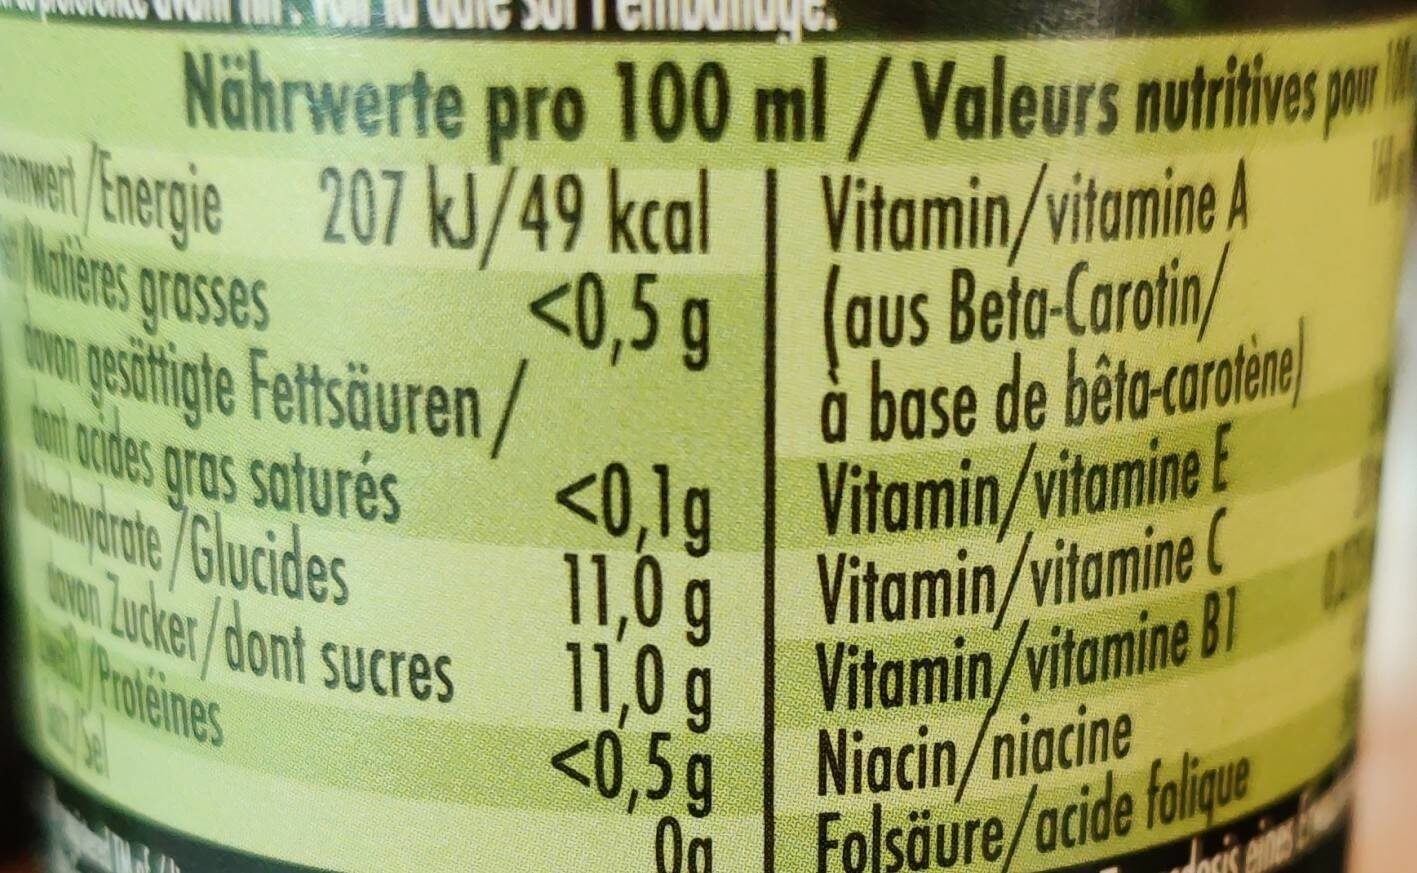 sur l'emballage.
Nährwerte pro 100 ml / Valeurs nutritives pour
/Energie 207 kJ/49 kcal
/Matières grasses <0,5 g
davon gesättigte Fettsäuren /
dont acides gras saturés <0,1g
/Glucides 11,0 g
davon Zucker/dont sucres 11,0 g
/Protéines <0,5g
/Sel 0g
Vitamin/vitamine A
(aus Beta-Carotin/
à base de bêta-carotène)
Vitamin/vitamine E
Vitamin/vitamine C
Vitamin/vitamine B1
Niacin/niacine
Folsäure/acide folique